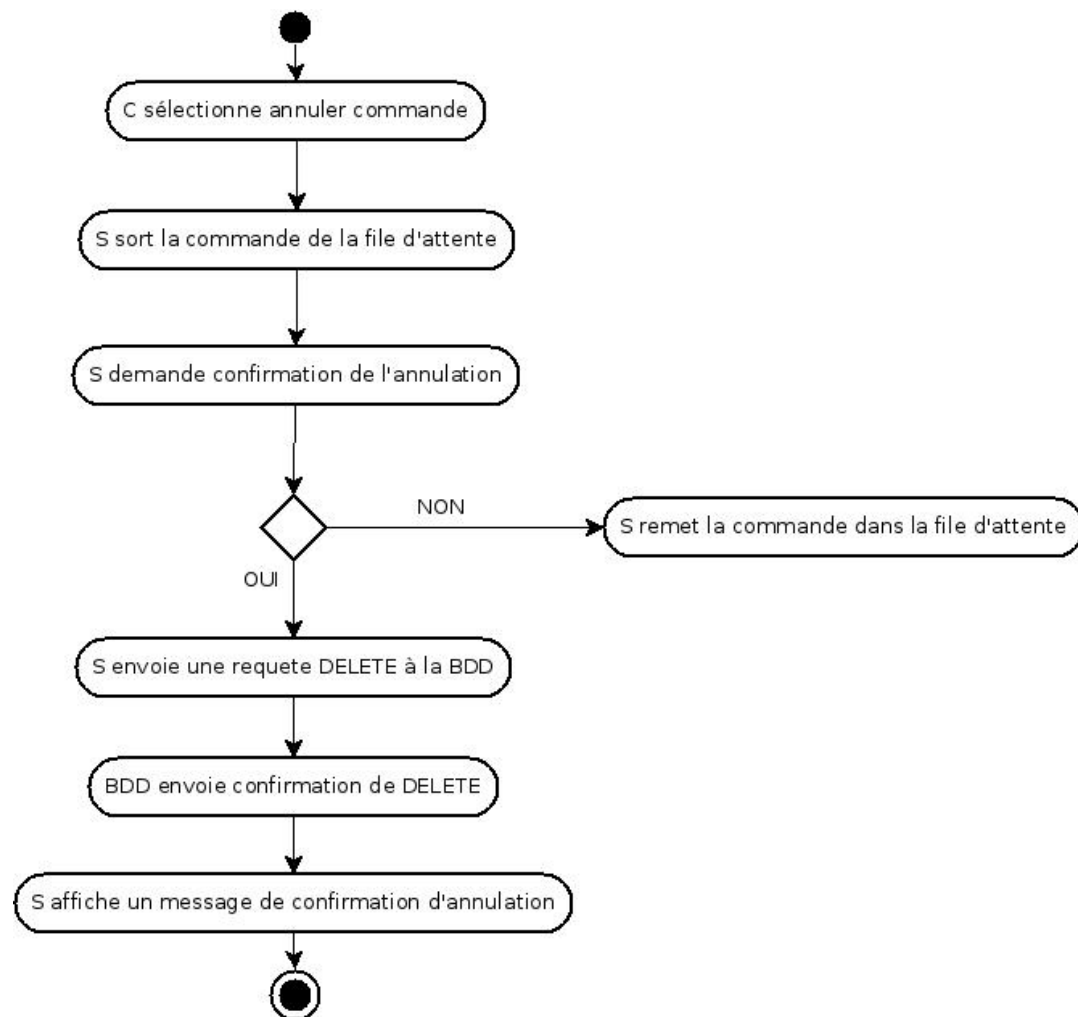 C sélectionne annuler commande
S sort la commande de la file d'attente
S demande confirmation de l'annulation
NON
S remet la commande dans la file d'attente
OUI
S envoie une requete DELETE à la BDD
BDD envoie confirmation de DELETE
S affiche un message de confirmation d'annulation